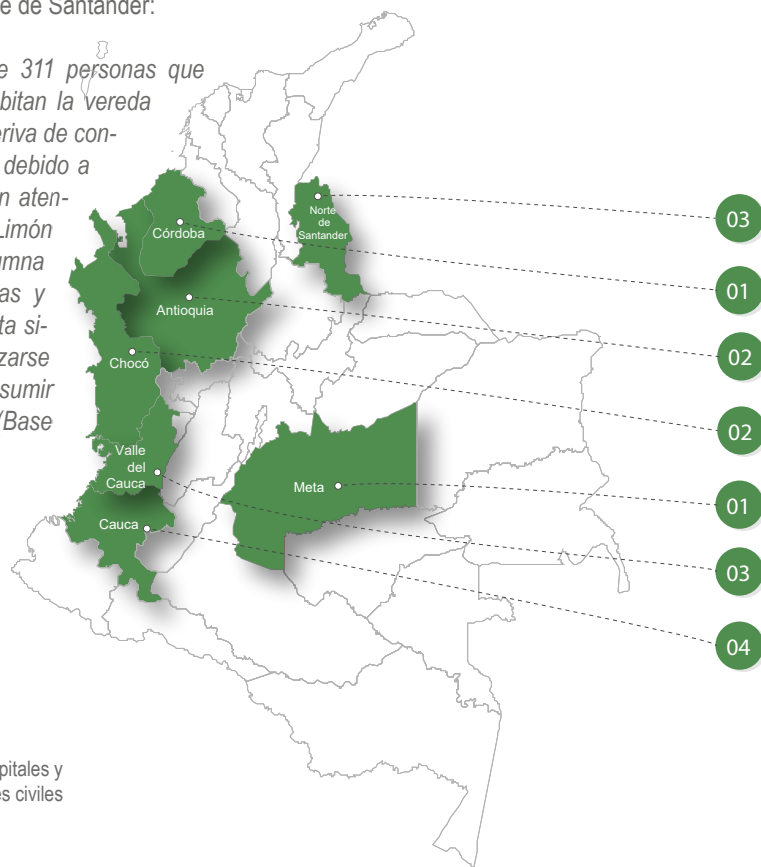 e de Santander:
e 311 personas que
bitan la vereda
eriva de con-
debido a
n aten-
Limón
umna
as y
ta si-
zarse
sumir
/Base
Córdoba
Norte
de
Santander
Antioquia
Chocó
Valle
del
Cauca
Cauca
Meta
03
01
02
02
01
03
04
pitales y
es civiles